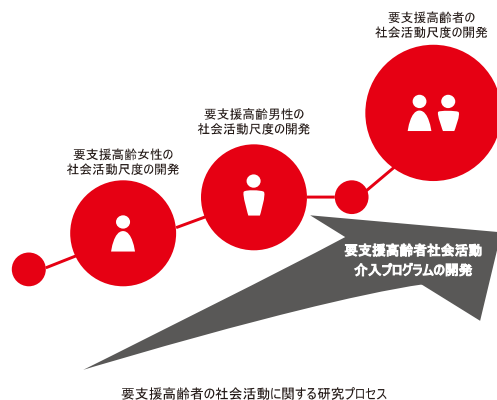 要支援高齢者の
社会活動尺度の開発
要支援高齢男性の
社会活動尺度の開発
要支援高齢女性の
社会活動尺度の開発
要支援高齢者社会活動
介入プログラムの開発
要支援高齢者の社会活動に関する研究プロセス